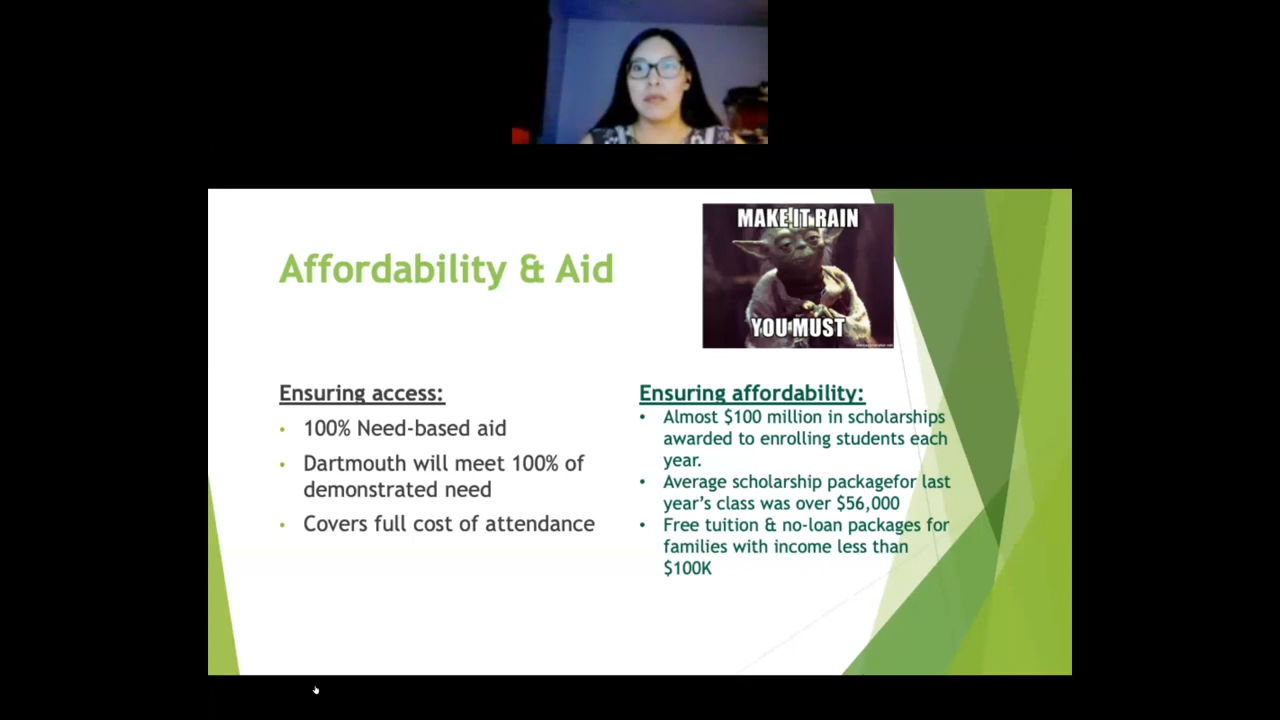 MAKE IT RAIN
YOU MUST
Affordability & Aid
Ensuring access:
• 100% Need-based aid
• Dartmouth will meet 100% of
demonstrated need
• Covers full cost of attendance
Ensuring affordability:
• Almost $100 million in scholarships
awarded to enrolling students each
year.
• Average scholarship packagefor last
year’s class was over $56,000
• Free tuition & no-loan packages for
families with income less than
$100K